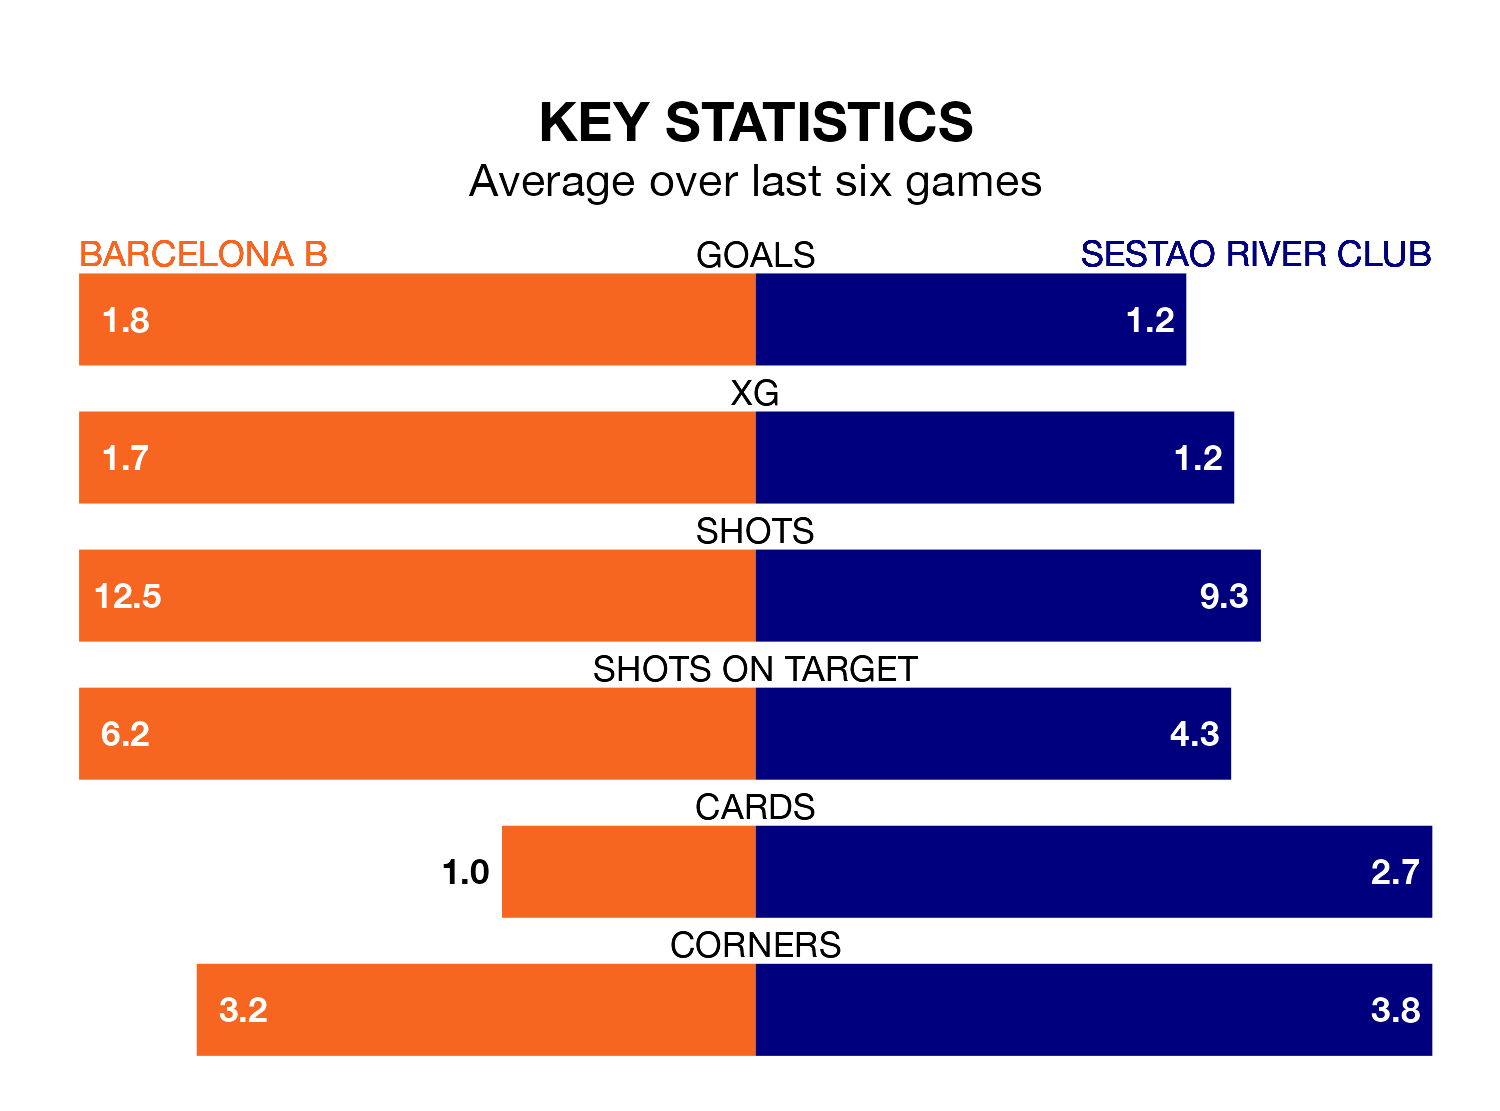 KEY STATISTICS
Average over last six games
BARCELONA B GOALS SESTAO RIVER CLUB
1.8 1.2
XG
1.7 1.2
SHOTS
12.5 9.3
SHOTS ON TARGET
6.2 4.3
CARDS
1.0 2.7
CORNERS
3.2 3.8